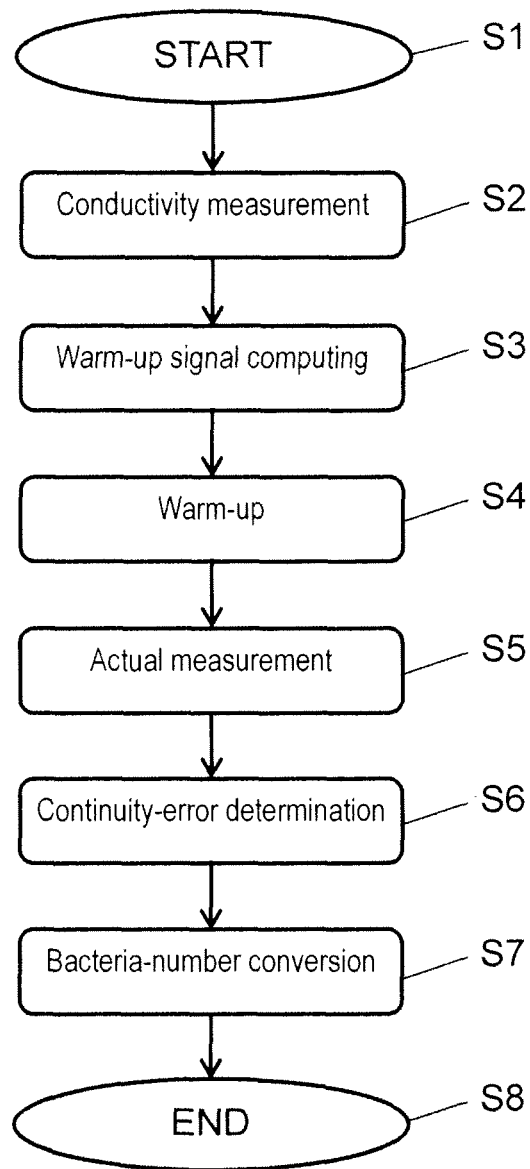 START
S1
Conductivity measurement
S2
Warm-up signal computing
S3
Warm-up
S4
Actual measurement
S5
Continuity-error determination
S6
Bacteria-number conversion
S7
END
S8